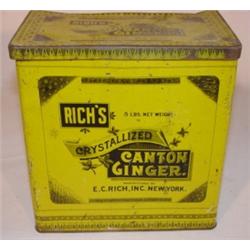 RICH'S
5 LBS. NET WEIGHT
CRYSTALLIZED
CANTON
GINGER.
E.C. RICH, INC. NEW YORK.